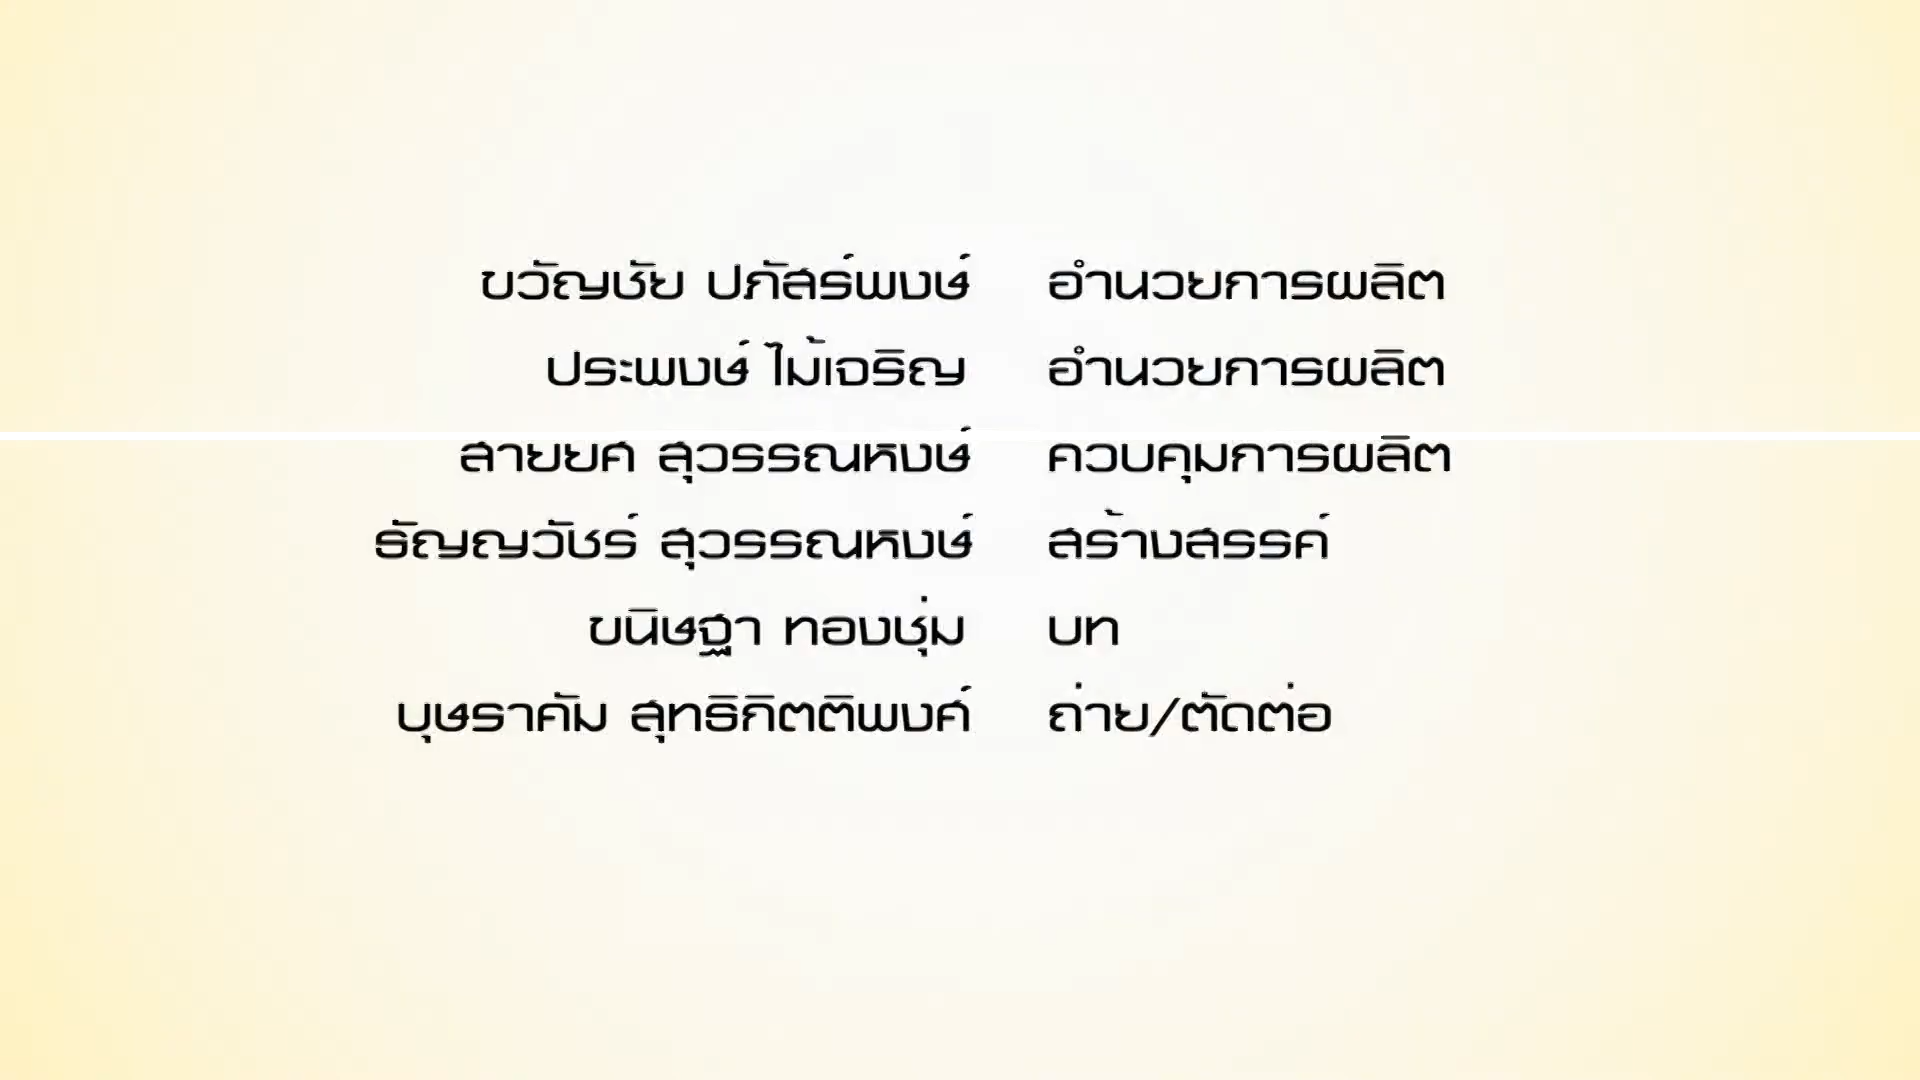 ขวัญชัย ปภัสร์พงษ์ อำนวยการผลิต
ประพงษ์ ไม้เจริญ อำนวยการผลิต
สายยศ สุวรรณหงษ์ ควบคุมการผลิต
ธัญญวัชร์ สุวรรณหงษ์ สร้างสรรค์
ขนิษฐา ทองชุ่ม บท
บุษราคัม สุทธิกิตติพงศ์ ถ่าย/ตัดต่อ